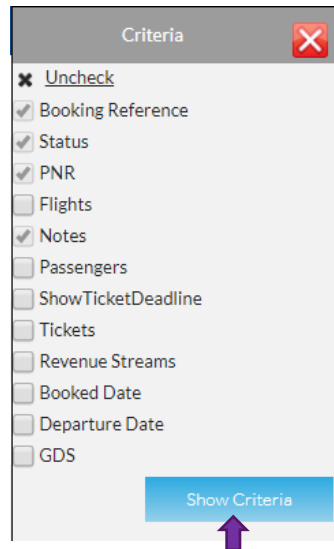 Criteria
Uncheck
Booking Reference
Status
PNR
Flights
Notes
Passengers
ShowTicketDeadline
Tickets
Revenue Streams
Booked Date
Departure Date
GDS
Show Criteria